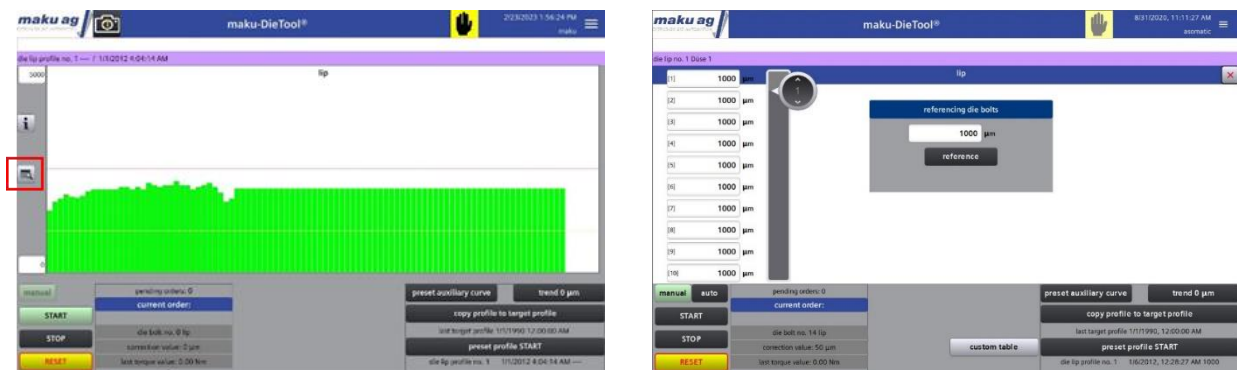 maku ag
maku-DieTool®
2/23/2023 1:56:24 PM
maku
die lip profile no. 1 --- / 1/1/2012 4:04:14 AM
5000
lip
i
0
manual
pending orders: 0
preset auxiliary curve
trend 0 µm
START
current order:
copy profile to target profile
die bolt no. 0 lip
last target profile 1/1/1990 12:00:00 AM
STOP
correction value: 0 µm
preset profile START
RESET
last torque value: 0.00 Nm
die lip profile no. 1 1/1/2012 4:04:14 AM ---
maku ag
maku-DieTool®
8/31/2020, 11:11:27 AM
asomatic
die lip no. 1 Düse 1
lip
[1] 1000 µm
1
[2] 1000 µm
referencing die bolts
[3] 1000 µm
1000 µm
[4] 1000 µm
reference
[5] 1000 µm
[6] 1000 µm
[7] 1000 µm
[8] 1000 µm
[9] 1000 µm
[10] 1000 µm
manual auto
pending orders: 0
preset auxiliary curve
trend 0 µm
START
current order:
copy profile to target profile
die bolt no. 14 lip
last target profile 1/1/1990, 12:00:00 AM
STOP
correction value: 50 µm
custom table
preset profile START
RESET
last torque value: 0.00 Nm
die lip profile no. 1 1/6/2012, 12:28:27 AM 1000